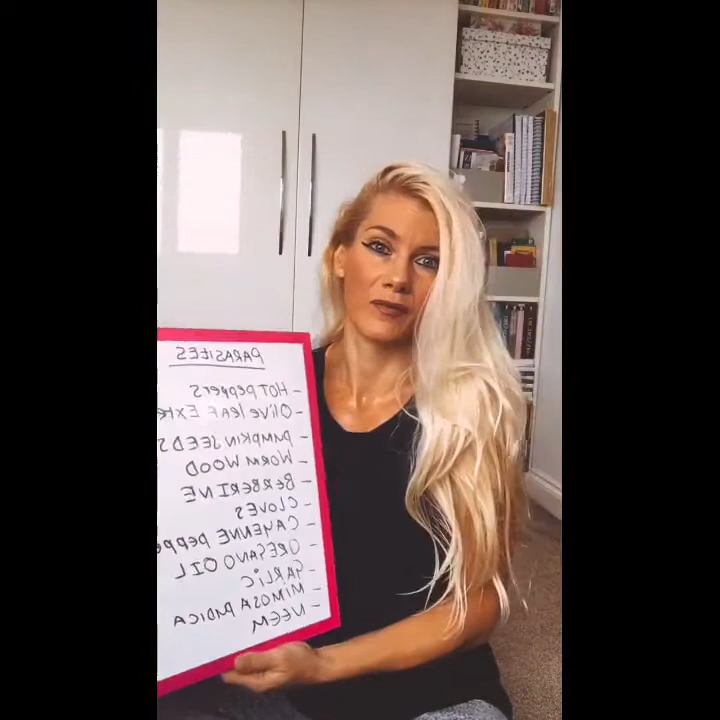 PARASITES
- HOT PEPPERS
- Olive leaf
- PUMPKIN SEEDS
- WORM WOOD
- BERBERINE
- CLOVES
- CAYENNE
- OREGANO OIL
- GARLIC
- MIMOSA PUDICA
- NEEM